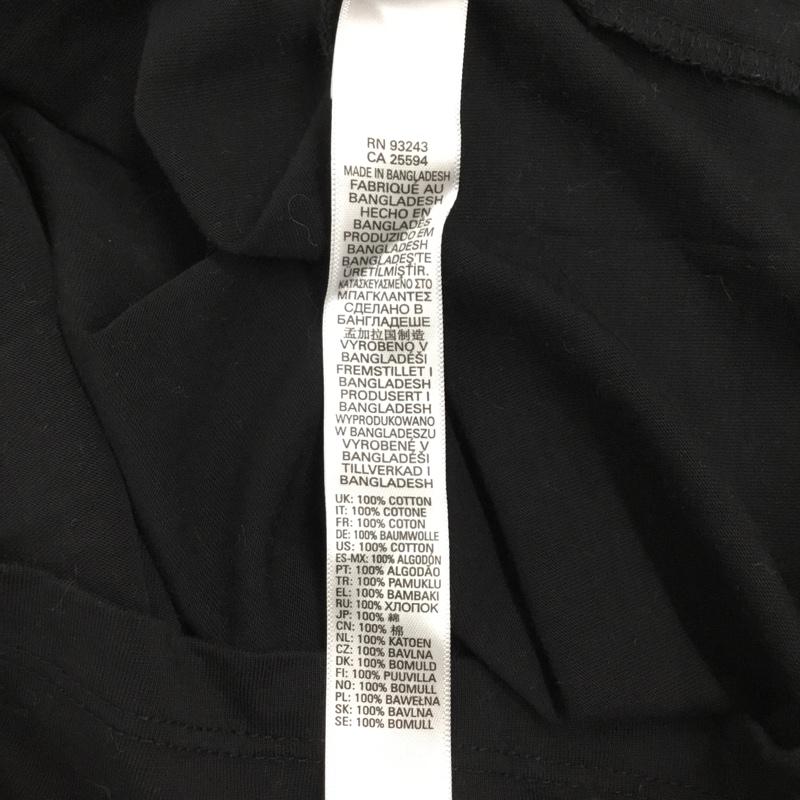 RN 93243
CA 25594
MADE IN BANGLADESH
FABRIQUÉ AU
BANGLADESH
HECHO EN
BANGLADÉS
PRODUZIDO EM
BANGLADESH
BANGLADEŞ'TE
ÜRETİLMİŞTİR.
ΚΑΤΑΣΚΕΥΑΣΜΕΝΟ ΣΤΟ
ΜΠΑΓΚΛΑΝΤΕΣ
СДЕЛАНО В
БАНГЛАДЕШЕ
孟加拉国制造
VYROBENO V
BANGLADÉŠI
FREMSTILLET I
BANGLADESH
PRODUSERT I
BANGLADESH
WYPRODUKOWANO
W BANGLADESZU
VYROBENÉ V
BANGLADÉŠI
TILLVERKAD I
BANGLADESH
UK: 100% COTTON
IT: 100% COTONE
FR: 100% COTON
DE: 100% BAUMWOLLE
US: 100% COTTON
ES-MX: 100% ALGODÓN
PT: 100% ALGODÃO
TR: 100% PAMUKLU
EL: 100% ΒΑΜΒΑΚΙ
RU: 100% ХЛОПОК
JP: 100% 綿
CN: 100% 棉
NL: 100% KATOEN
CZ: 100% BAVLNA
DK: 100% BOMULD
FI: 100% PUUVILLA
NO: 100% BOMULL
PL: 100% BAWEŁNA
SK: 100% BAVLNA
SE: 100% BOMULL